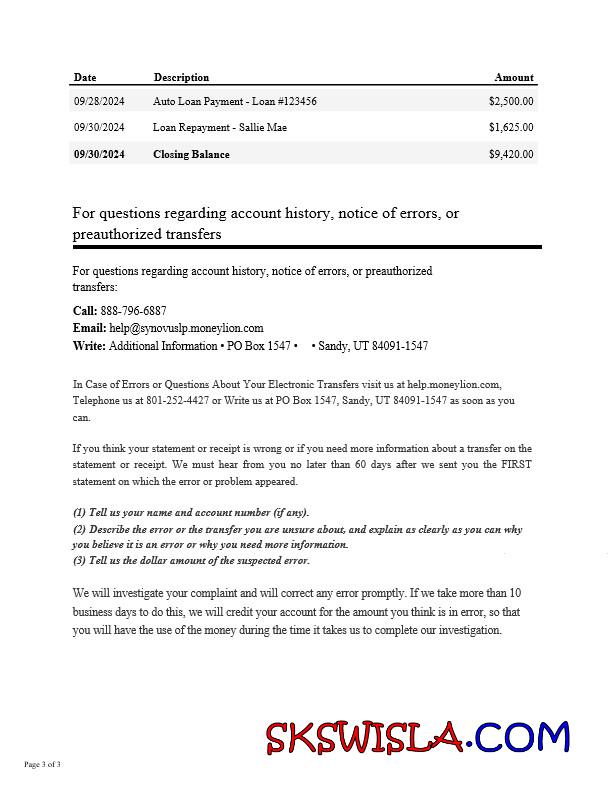 Date Description Amount
09/28/2024 Auto Loan Payment - Loan #123456 $2,500.00
09/30/2024 Loan Repayment - Sallie Mae $1,625.00
09/30/2024 Closing Balance $9,420.00
For questions regarding account history, notice of errors, or
preauthorized transfers
For questions regarding account history, notice of errors, or preauthorized
transfers:
Call: 888-796-6887
Email: help@synovuslp.moneylion.com
Write: Additional Information • PO Box 1547 • • Sandy, UT 84091-1547
In Case of Errors or Questions About Your Electronic Transfers visit us at help.moneylion.com,
Telephone us at 801-252-4427 or Write us at PO Box 1547, Sandy, UT 84091-1547 as soon as you
can.
If you think your statement or receipt is wrong or if you need more information about a transfer on the
statement or receipt. We must hear from you no later than 60 days after we sent you the FIRST
statement on which the error or problem appeared.
(1) Tell us your name and account number (if any).
(2) Describe the error or the transfer you are unsure about, and explain as clearly as you can why
you believe it is an error or why you need more information.
(3) Tell us the dollar amount of the suspected error.
We will investigate your complaint and will correct any error promptly. If we take more than 10
business days to do this, we will credit your account for the amount you think is in error, so that
you will have the use of the money during the time it takes us to complete our investigation.
SKSWISLA.COM
Page 3 of 3